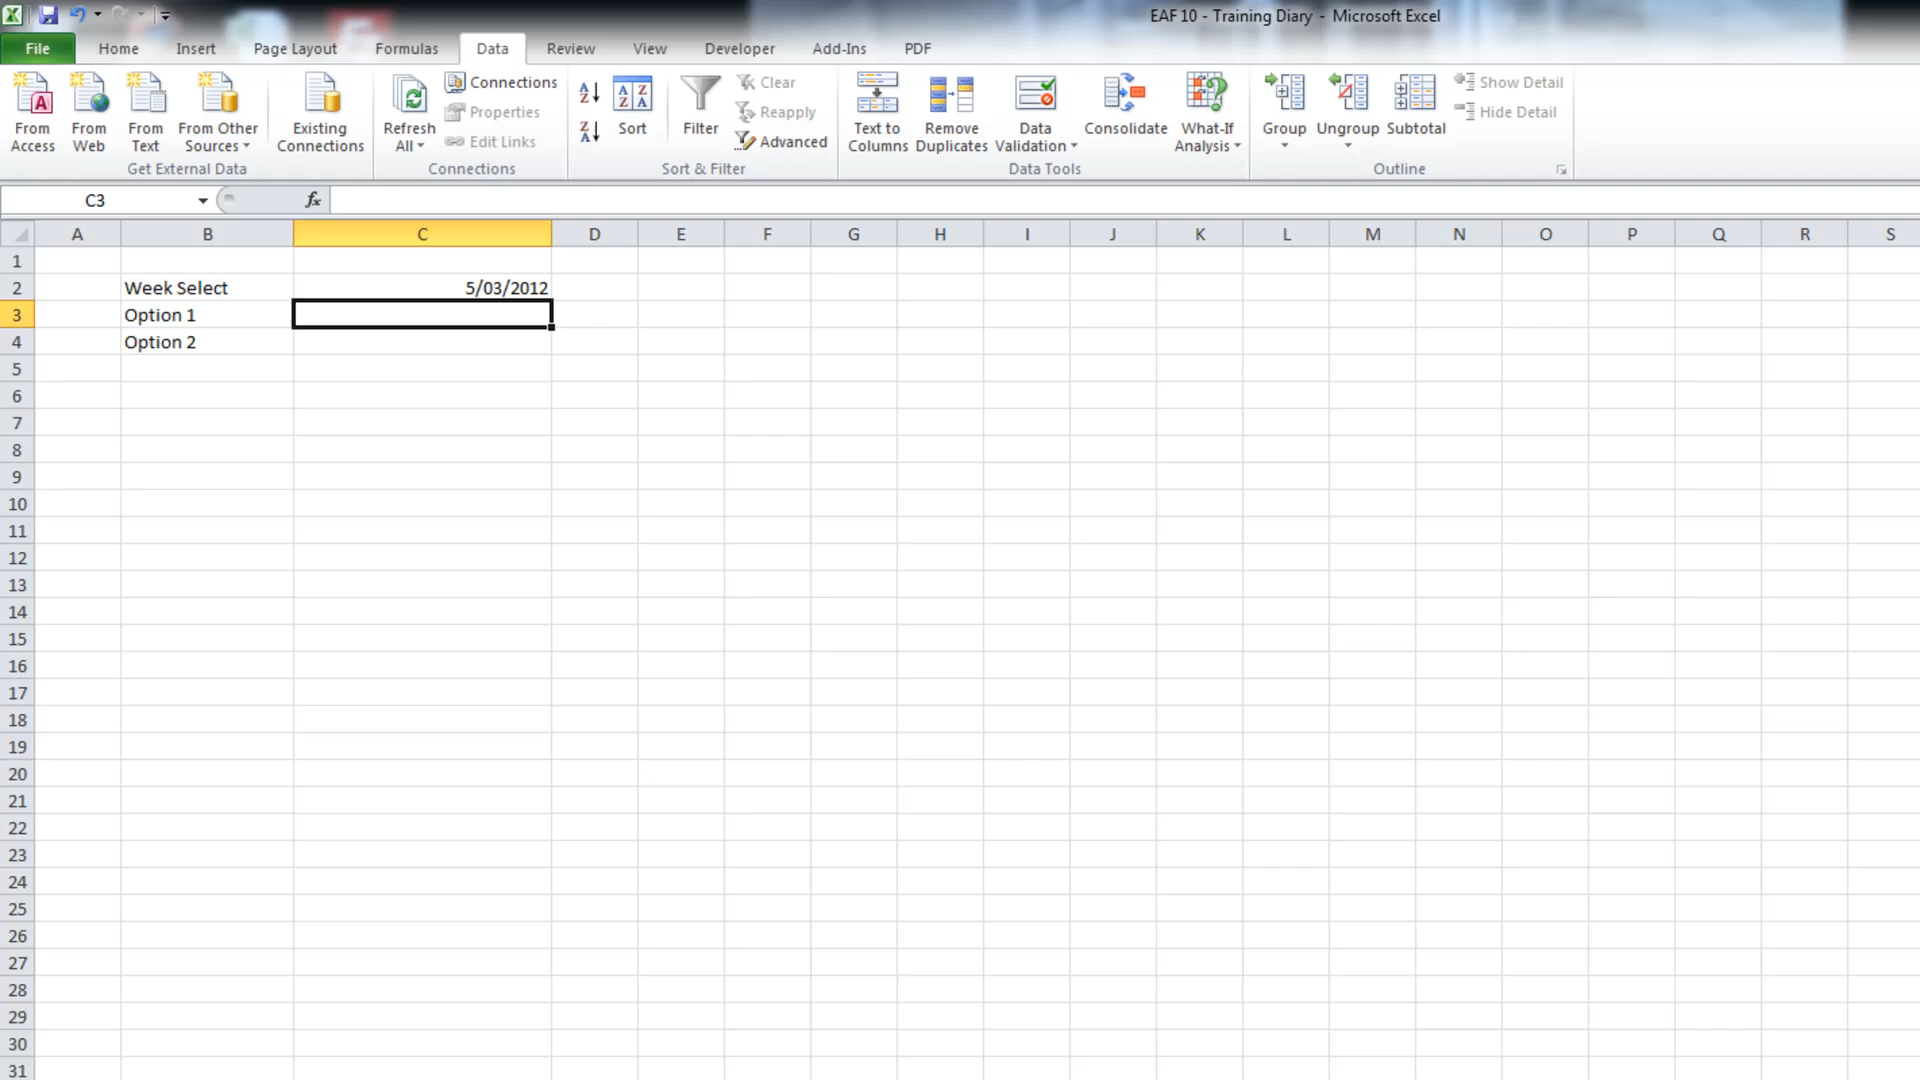 EAF 10 - Training Diary - Microsoft Excel
File Home Insert Page Layout Formulas Data Review View Developer Add-Ins PDF
From Access
From Web
From Text
From Other Sources
Existing Connections
Get External Data
Refresh All
Connections
Properties
Edit Links
Connections
Sort
Filter
Clear
Reapply
Advanced
Sort & Filter
Text to Columns
Remove Duplicates
Data Validation
Consolidate
What-If Analysis
Data Tools
Group
Ungroup
Subtotal
Show Detail
Hide Detail
Outline
C3 fx
A B C D E F G H I J K L M N O P Q R S
1
2 Week Select 5/03/2012
3 Option 1
4 Option 2
5
6
7
8
9
10
11
12
13
14
15
16
17
18
19
20
21
22
23
24
25
26
27
28
29
30
31